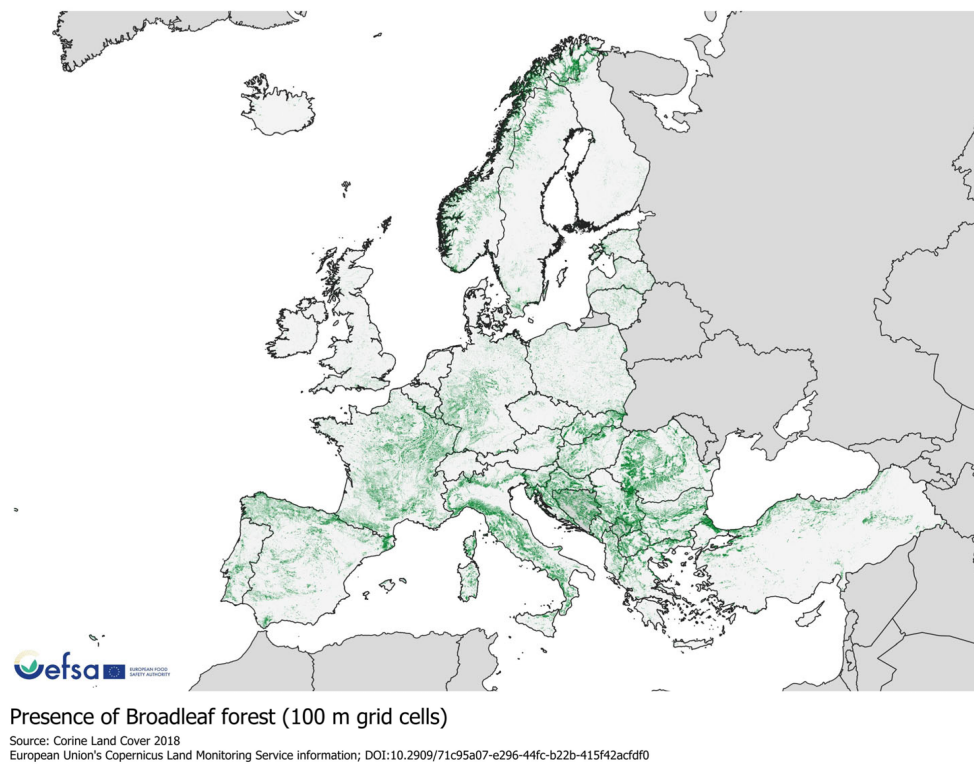 efsa
EUROPEAN FOOD
SAFETY AUTHORITY
Presence of Broadleaf forest (100 m grid cells)
Source: Corine Land Cover 2018
European Union's Copernicus Land Monitoring Service information; DOI:10.2909/71c95a07-e296-44fc-b22b-415f42acfdf0